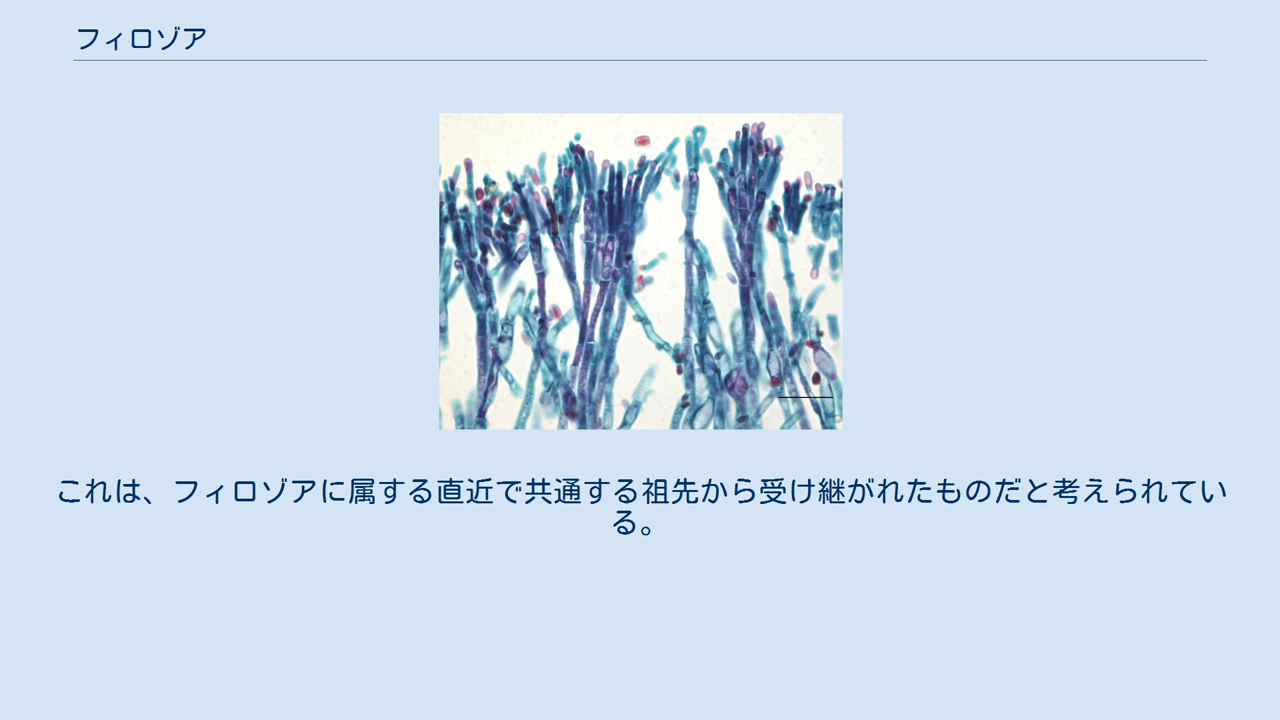 フィロゾア
これは、フィロゾアに属する直近で共通する祖先から受け継がれたものだと考えられてい
る。